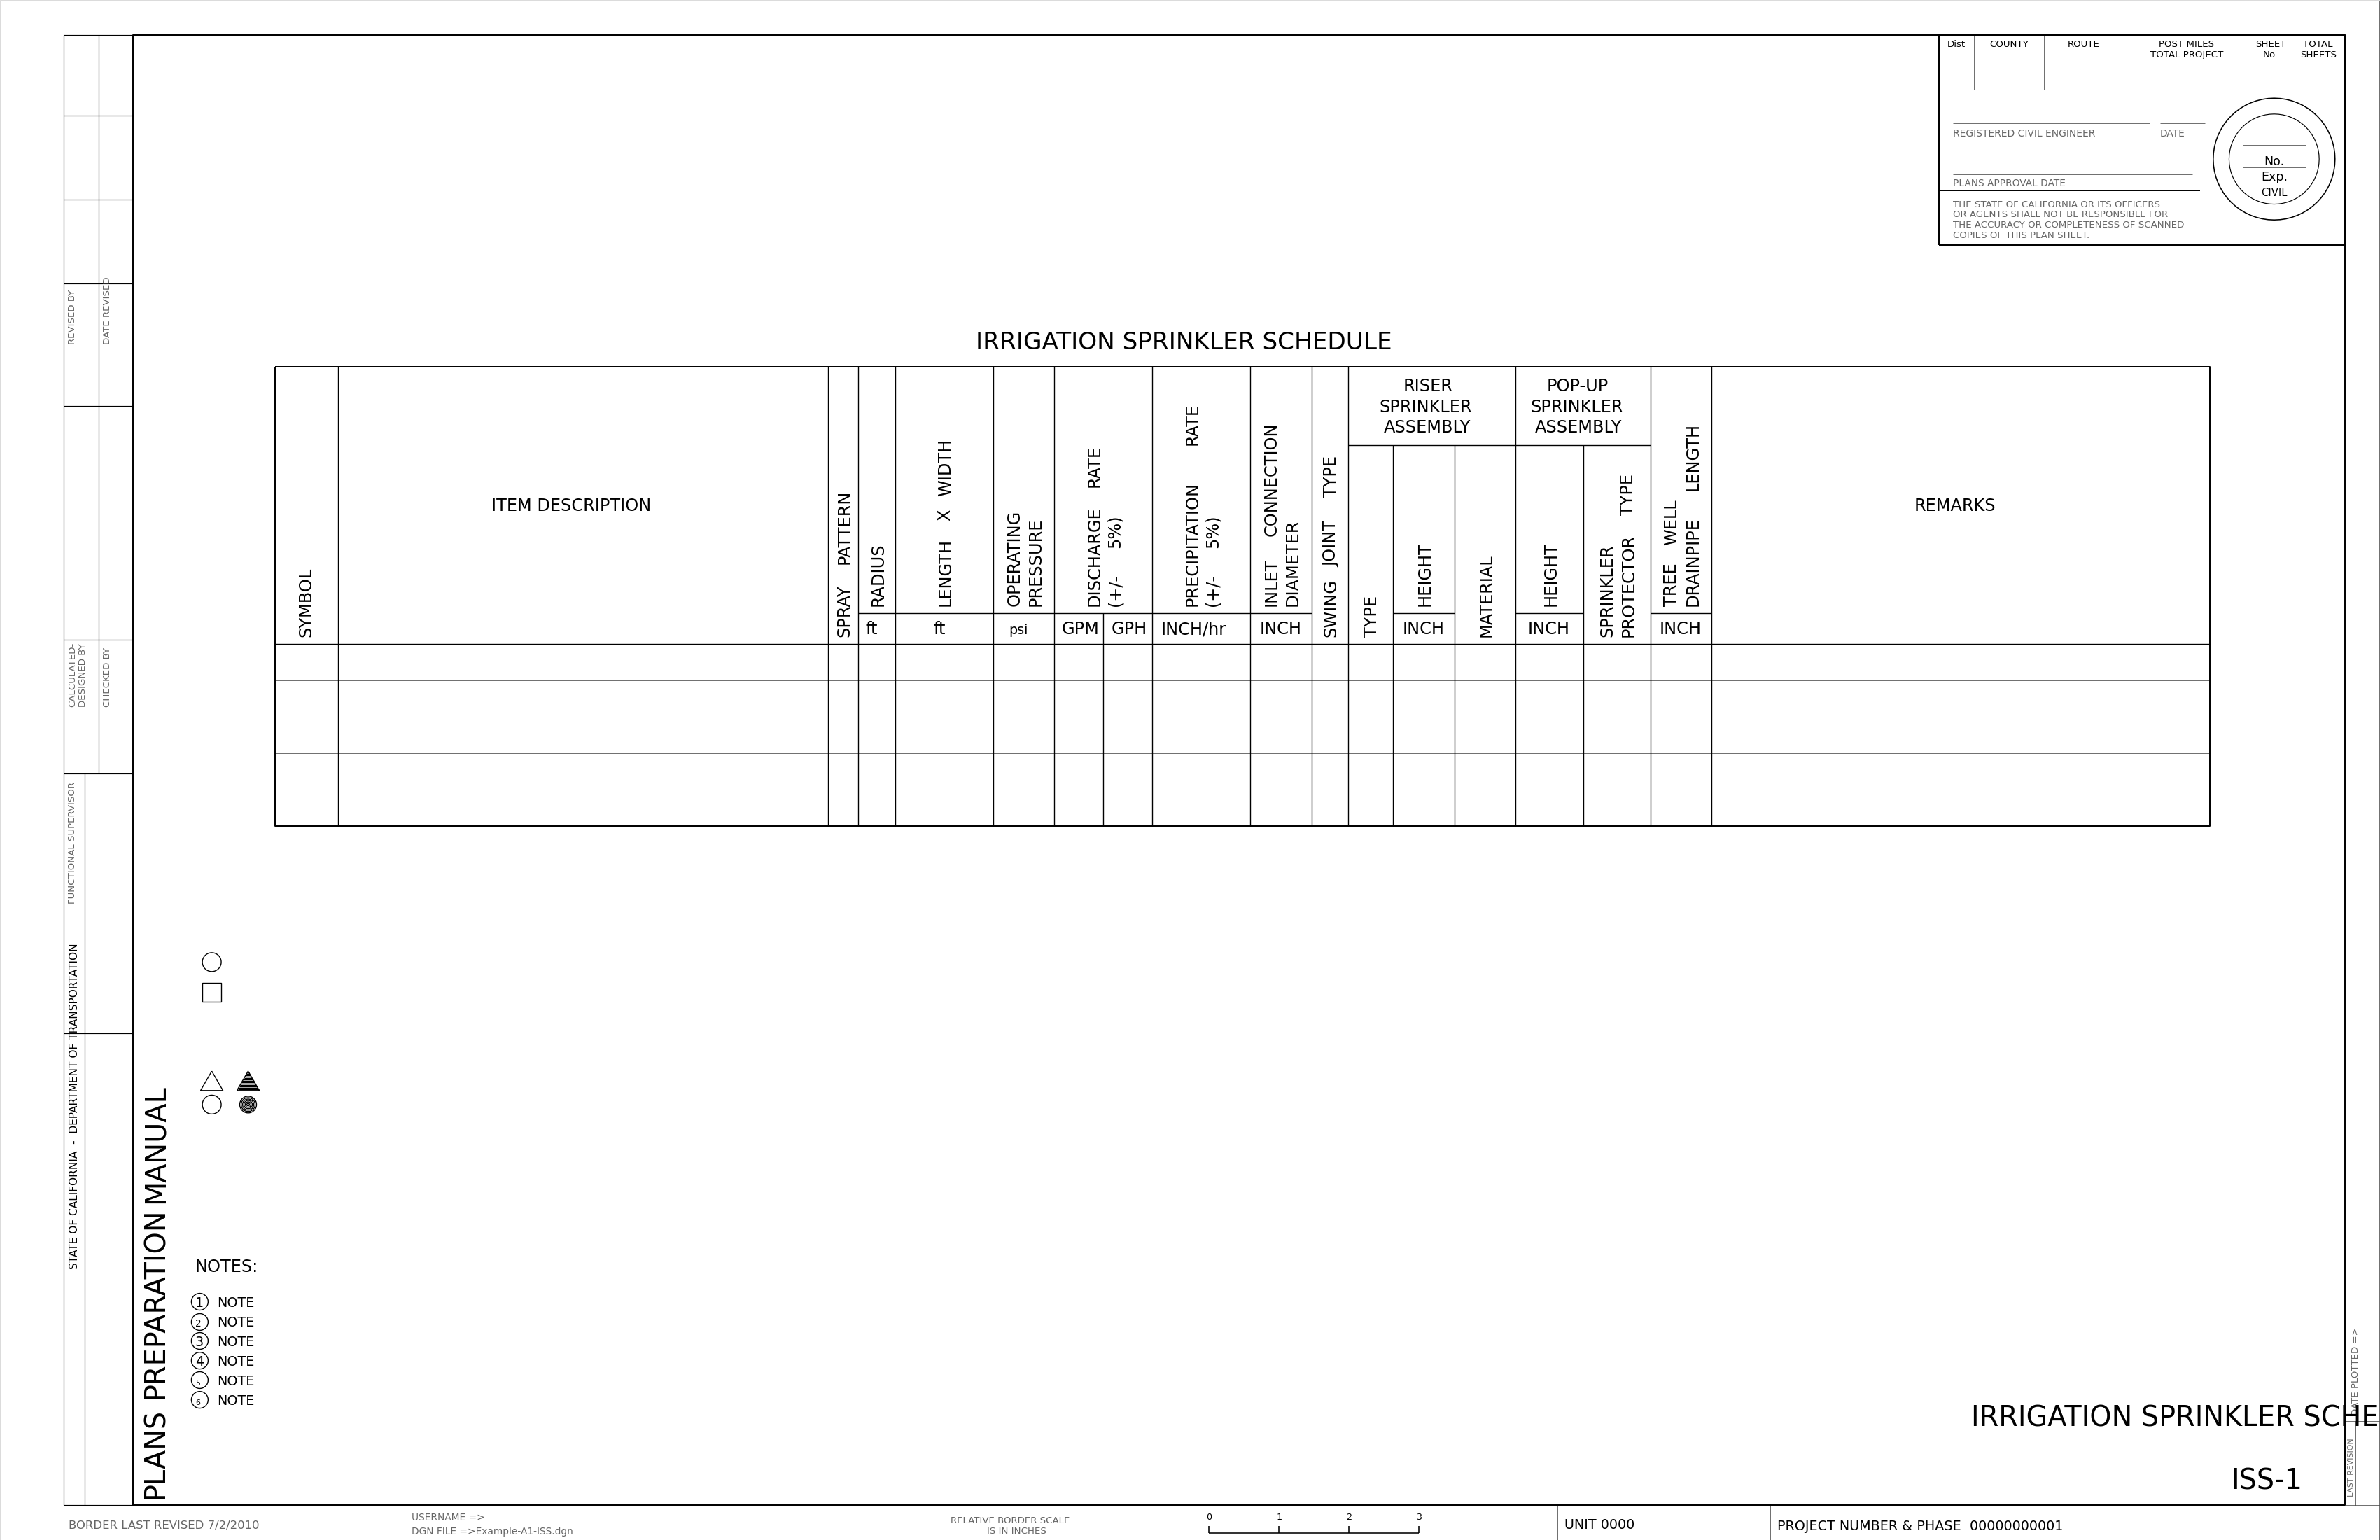 Dist COUNTY ROUTE POST MILES TOTAL PROJECT SHEET No. TOTAL SHEETS
REGISTERED CIVIL ENGINEER DATE
No.
Exp.
CIVIL
PLANS APPROVAL DATE
THE STATE OF CALIFORNIA OR ITS OFFICERS
OR AGENTS SHALL NOT BE RESPONSIBLE FOR
THE ACCURACY OR COMPLETENESS OF SCANNED
COPIES OF THIS PLAN SHEET.
REVISED BY
DATE REVISED
CALCULATED-
DESIGNED BY
CHECKED BY
FUNCTIONAL SUPERVISOR
STATE OF CALIFORNIA - DEPARTMENT OF TRANSPORTATION
PLANS PREPARATION MANUAL
IRRIGATION SPRINKLER SCHEDULE
SYMBOL
ITEM DESCRIPTION
SPRAY PATTERN
RADIUS
ft
LENGTH X WIDTH
ft
OPERATING
PRESSURE
psi
DISCHARGE RATE
(+/- 5%)
GPM GPH
PRECIPITATION RATE
(+/- 5%)
INCH/hr
INLET CONNECTION
DIAMETER
INCH
SWING JOINT TYPE
RISER
SPRINKLER
ASSEMBLY
TYPE
HEIGHT
INCH
MATERIAL
POP-UP
SPRINKLER
ASSEMBLY
HEIGHT
INCH
SPRINKLER
PROTECTOR TYPE
TREE WELL
DRAINPIPE LENGTH
INCH
REMARKS
NOTES:
1 NOTE
2 NOTE
3 NOTE
4 NOTE
5 NOTE
6 NOTE
IRRIGATION SPRINKLER SCHE
ISS-1
DATE PLOTTED =>
LAST REVISION
BORDER LAST REVISED 7/2/2010
USERNAME =>
DGN FILE =>Example-A1-ISS.dgn
RELATIVE BORDER SCALE
IS IN INCHES
0 1 2 3
UNIT 0000
PROJECT NUMBER & PHASE 00000000001